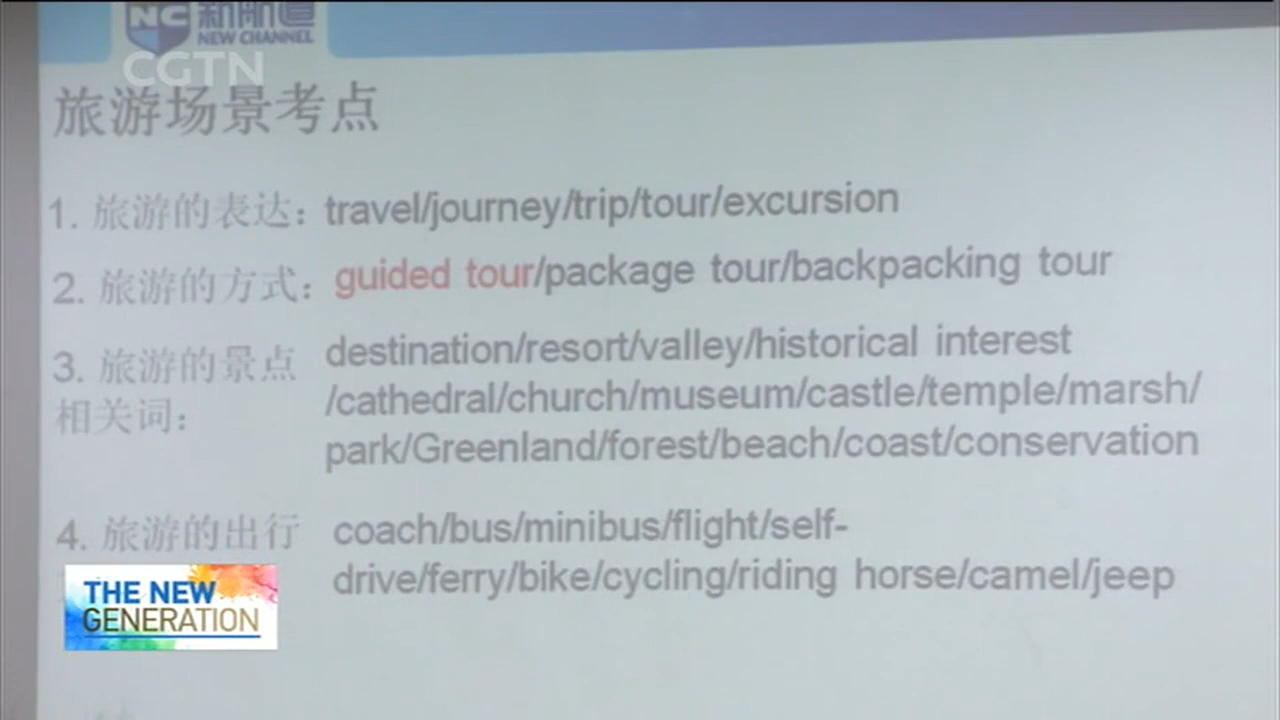 NC 新航道
NEW CHANNEL
CGTN
旅游场景考点
1. 旅游的表达：travel/journey/trip/tour/excursion
2. 旅游的方式：guided tour/package tour/backpacking tour
3. 旅游的景点 destination/resort/valley/historical interest
相关词： /cathedral/church/museum/castle/temple/marsh/
park/Greenland/forest/beach/coast/conservation
4. 旅游的出行 coach/bus/minibus/flight/self-
drive/ferry/bike/cycling/riding horse/camel/jeep
THE NEW
GENERATION